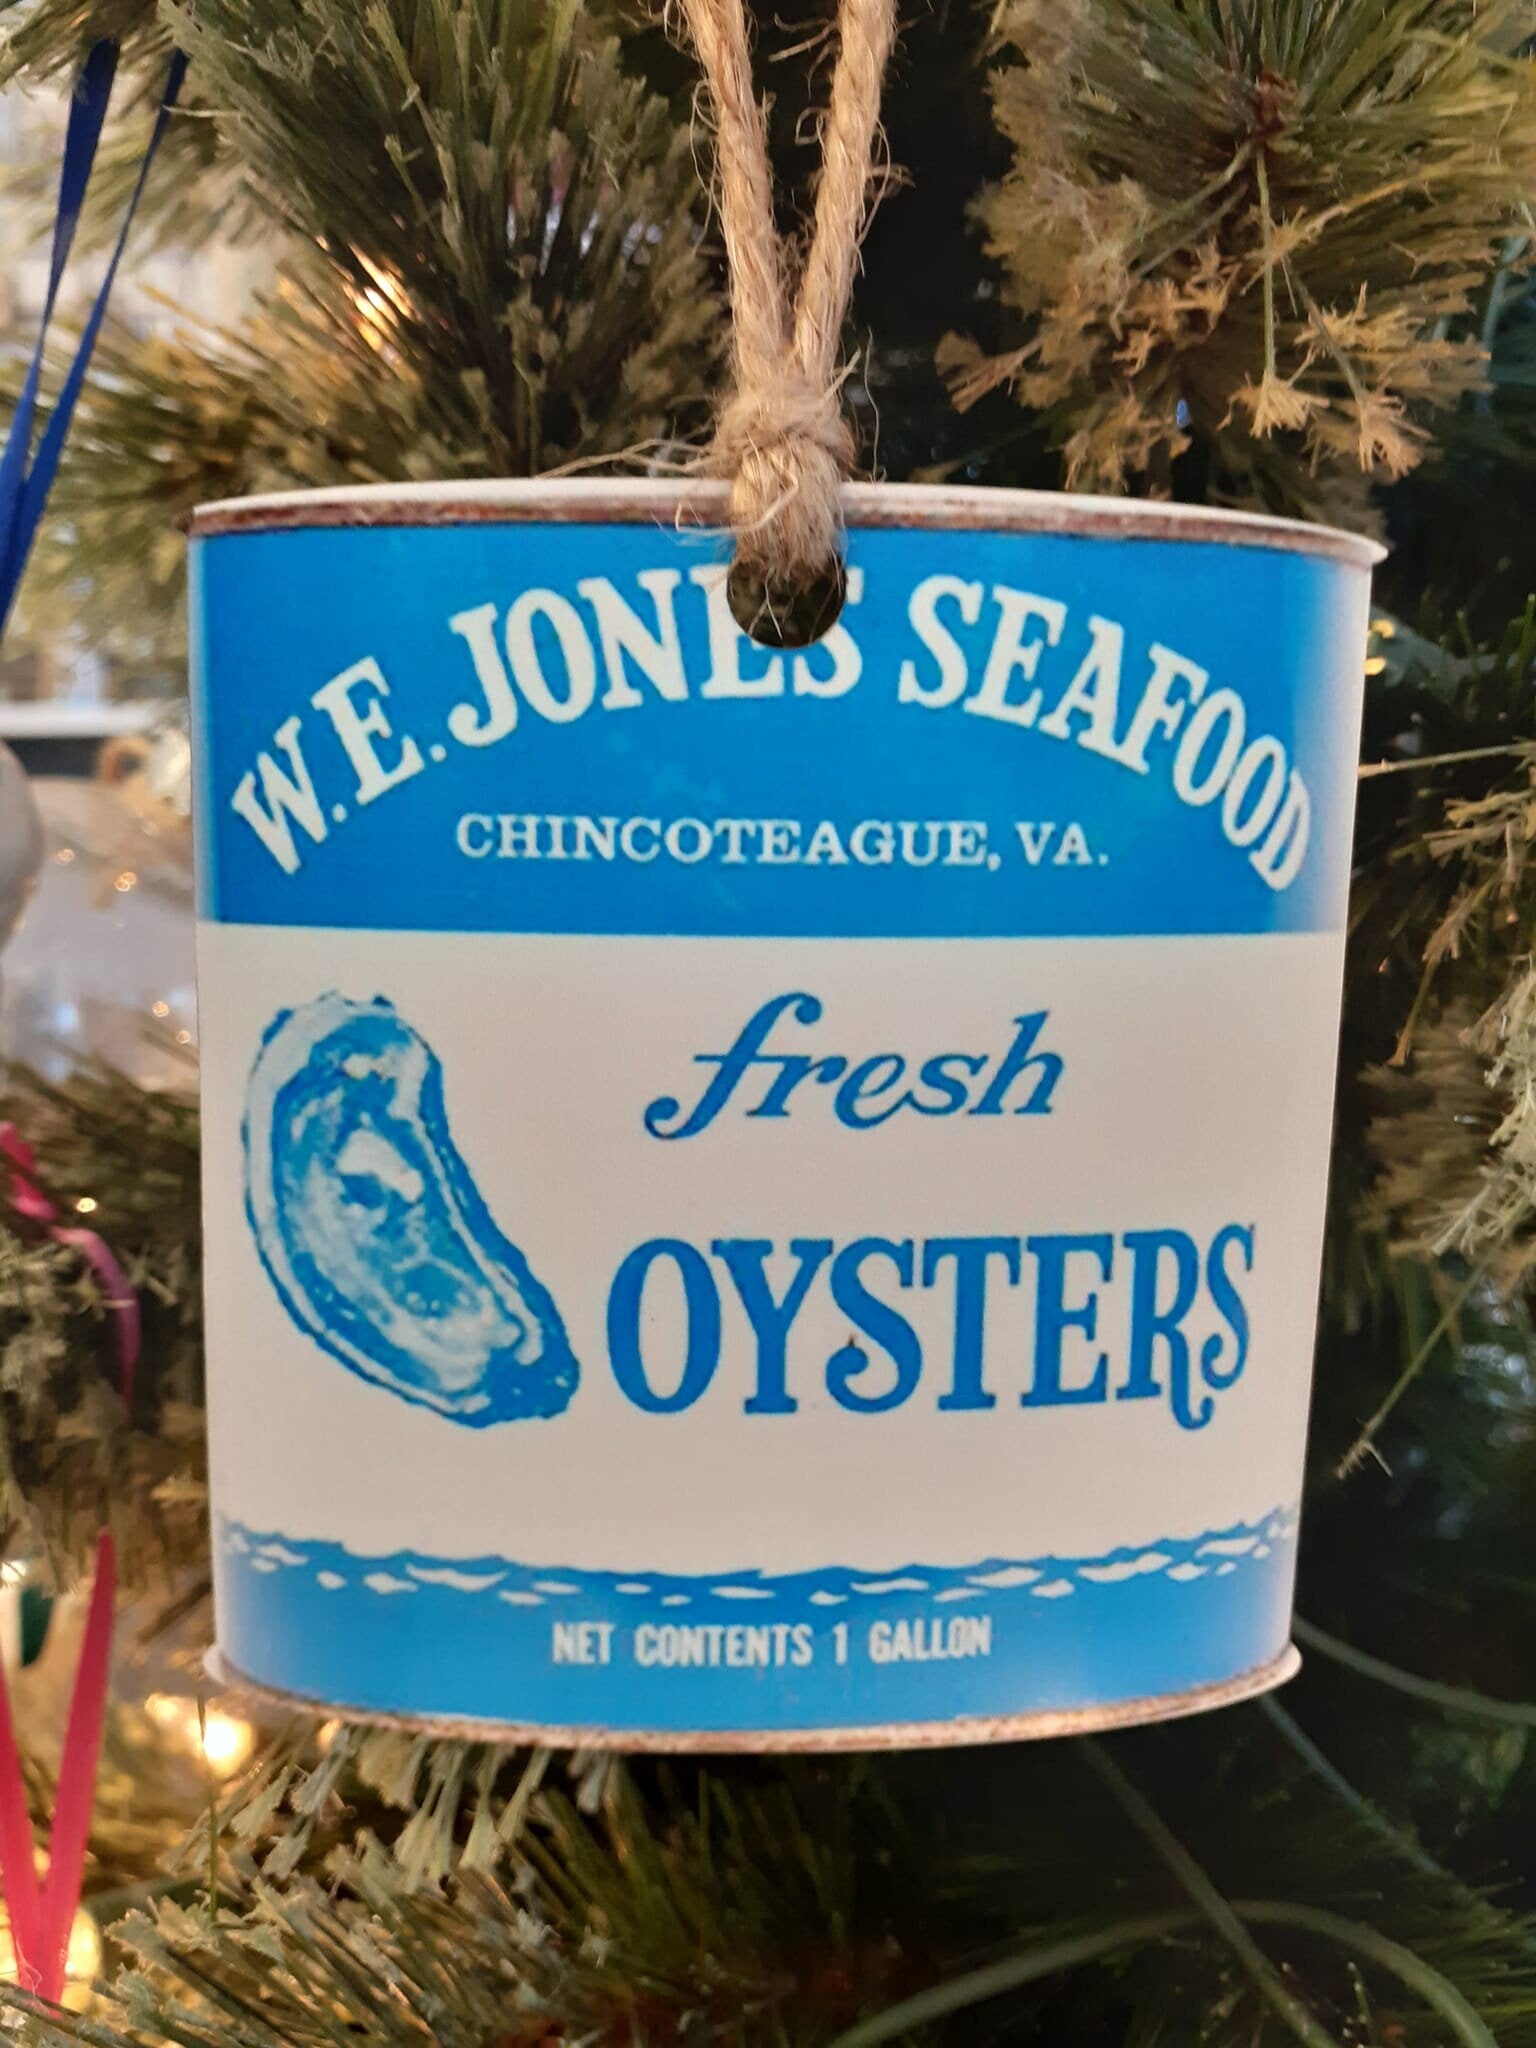 W.E. JONES SEAFOOD
CHINCOTEAGUE, VA.
fresh
OYSTERS
NET CONTENTS 1 GALLON